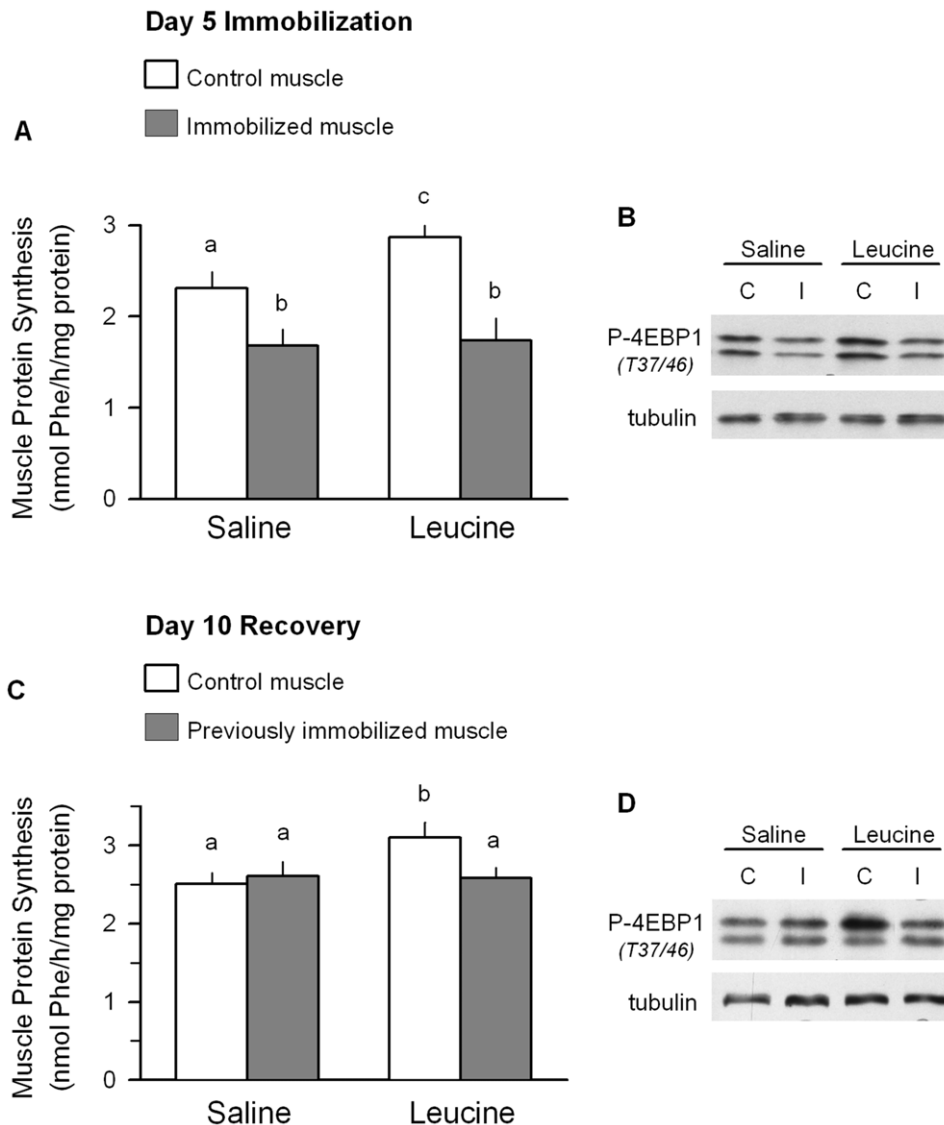 Day 5 Immobilization
Control muscle
Immobilized muscle
A
Muscle Protein Synthesis
(nmol Phe/h/mg protein)
3
2
1
0
a
b
c
b
Saline
Leucine
B
Saline Leucine
C I C I
P-4EBP1
(T37/46)
tubulin
Day 10 Recovery
Control muscle
Previously immobilized muscle
C
Muscle Protein Synthesis
(nmol Phe/h/mg protein)
3
2
1
0
a
a
b
a
Saline
Leucine
D
Saline Leucine
C I C I
P-4EBP1
(T37/46)
tubulin